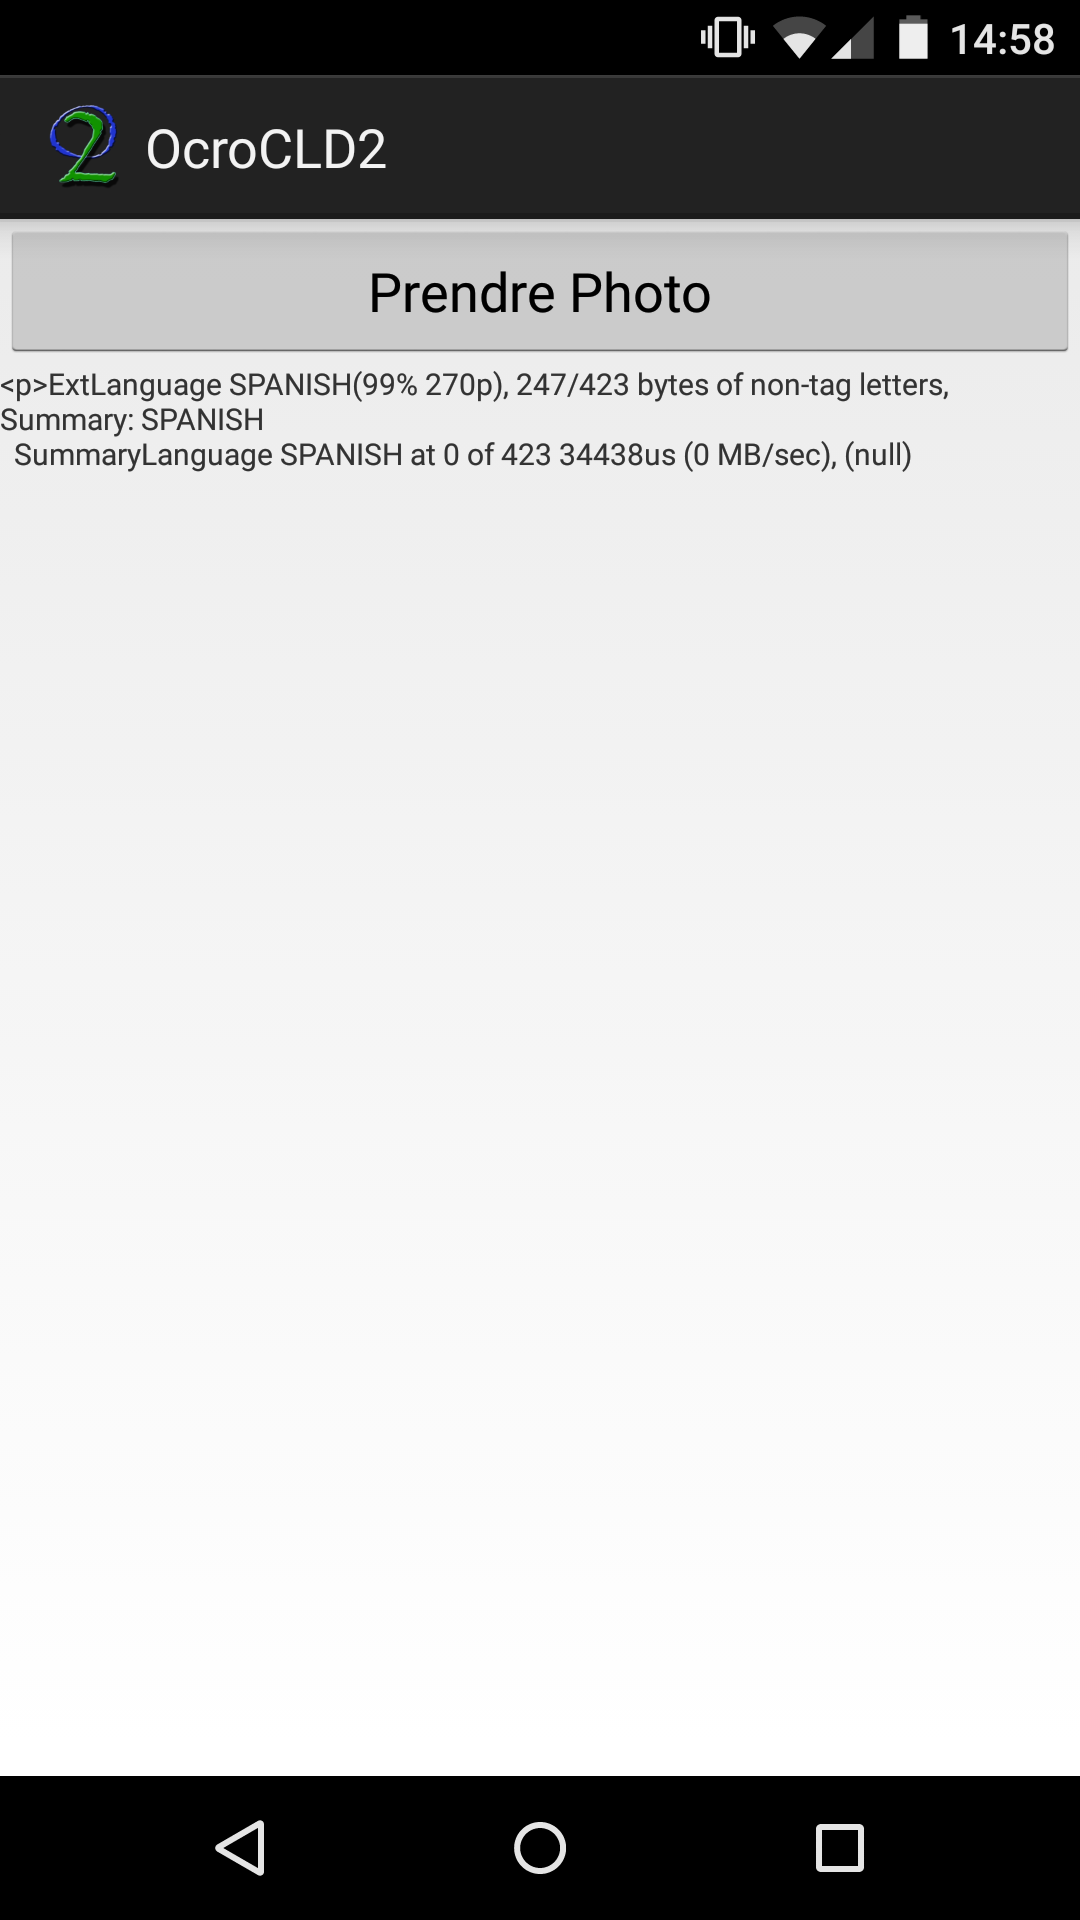 14:58
2 OcroCLD2
Prendre Photo
<p>ExtLanguage SPANISH(99% 270p), 247/423 bytes of non-tag letters,
Summary: SPANISH
SummaryLanguage SPANISH at 0 of 423 34438us (0 MB/sec), (null)